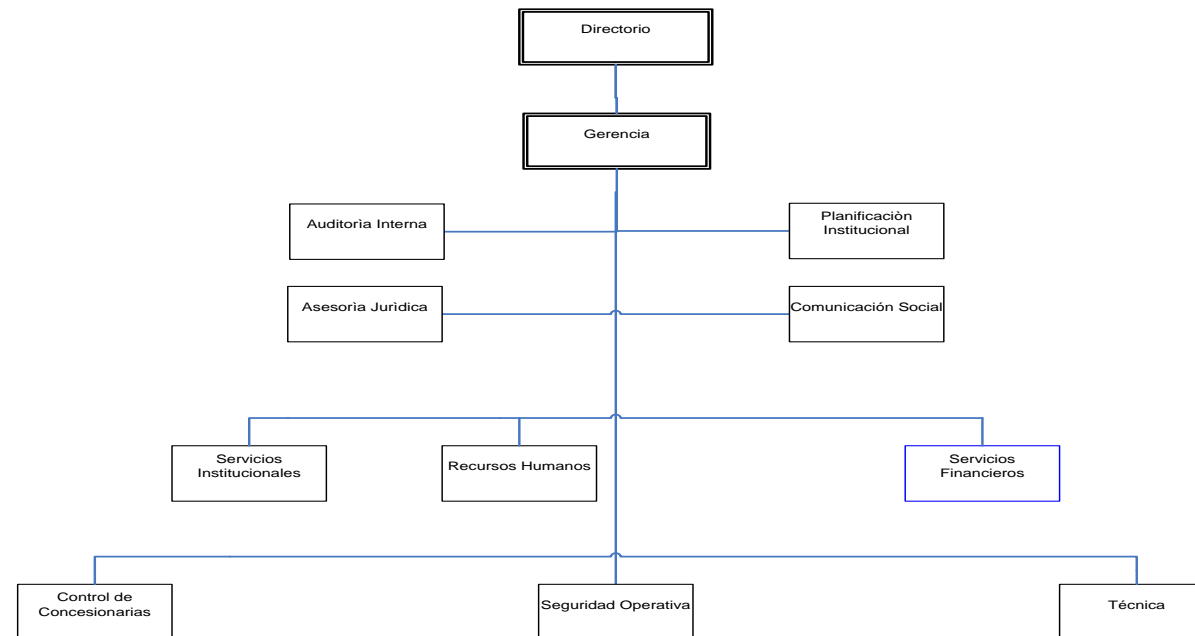 Directorio
Gerencia
Auditorìa Interna
Planificaciòn
Institucional
Asesorìa Jurìdica
Comunicación Social
Servicios
Institucionales
Recursos Humanos
Servicios
Financieros
Control de
Concesionarias
Seguridad Operativa
Técnica